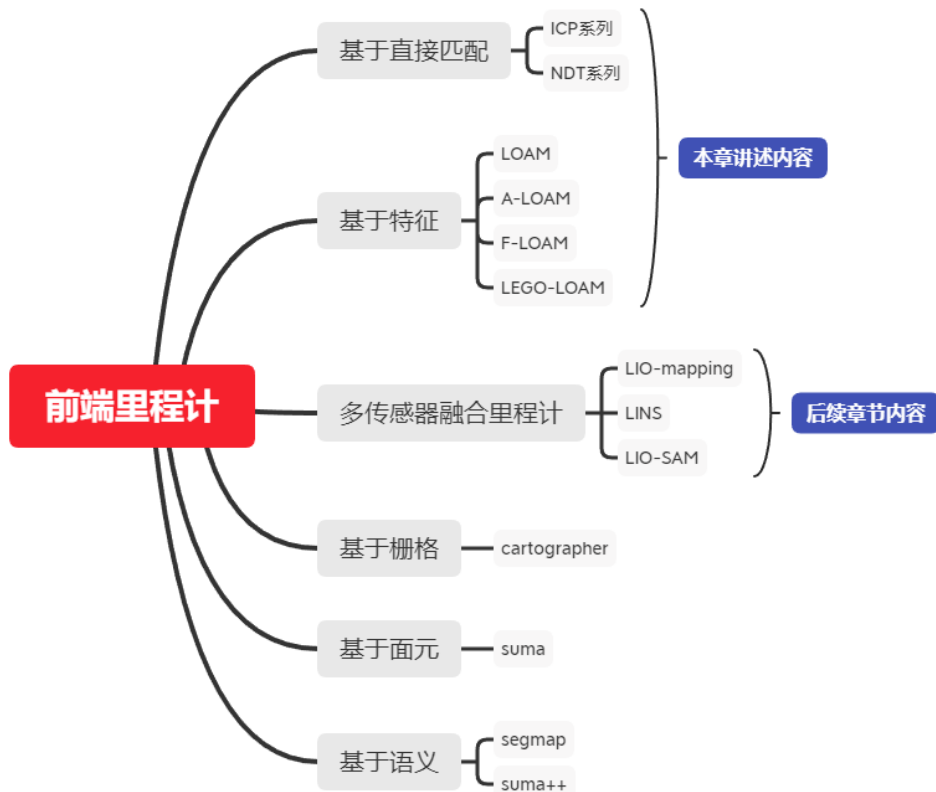 前端里程计
基于直接匹配
ICP系列
NDT系列
基于特征
LOAM
A-LOAM
F-LOAM
LEGO-LOAM
本章讲述内容
多传感器融合里程计
LIO-mapping
LINS
LIO-SAM
后续章节内容
基于栅格
cartographer
基于面元
suma
基于语义
segmap
suma++